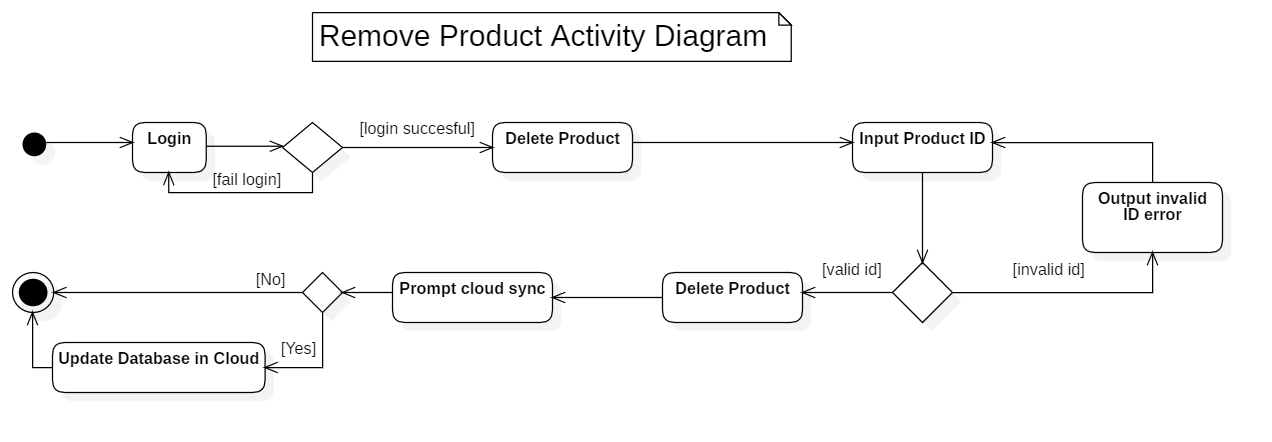 Remove Product Activity Diagram
Login
[login succesful]
Delete Product
Input Product ID
[fail login]
Output invalid
ID error
[No]
Prompt cloud sync
Delete Product
[valid id]
[invalid id]
Update Database in Cloud
[Yes]